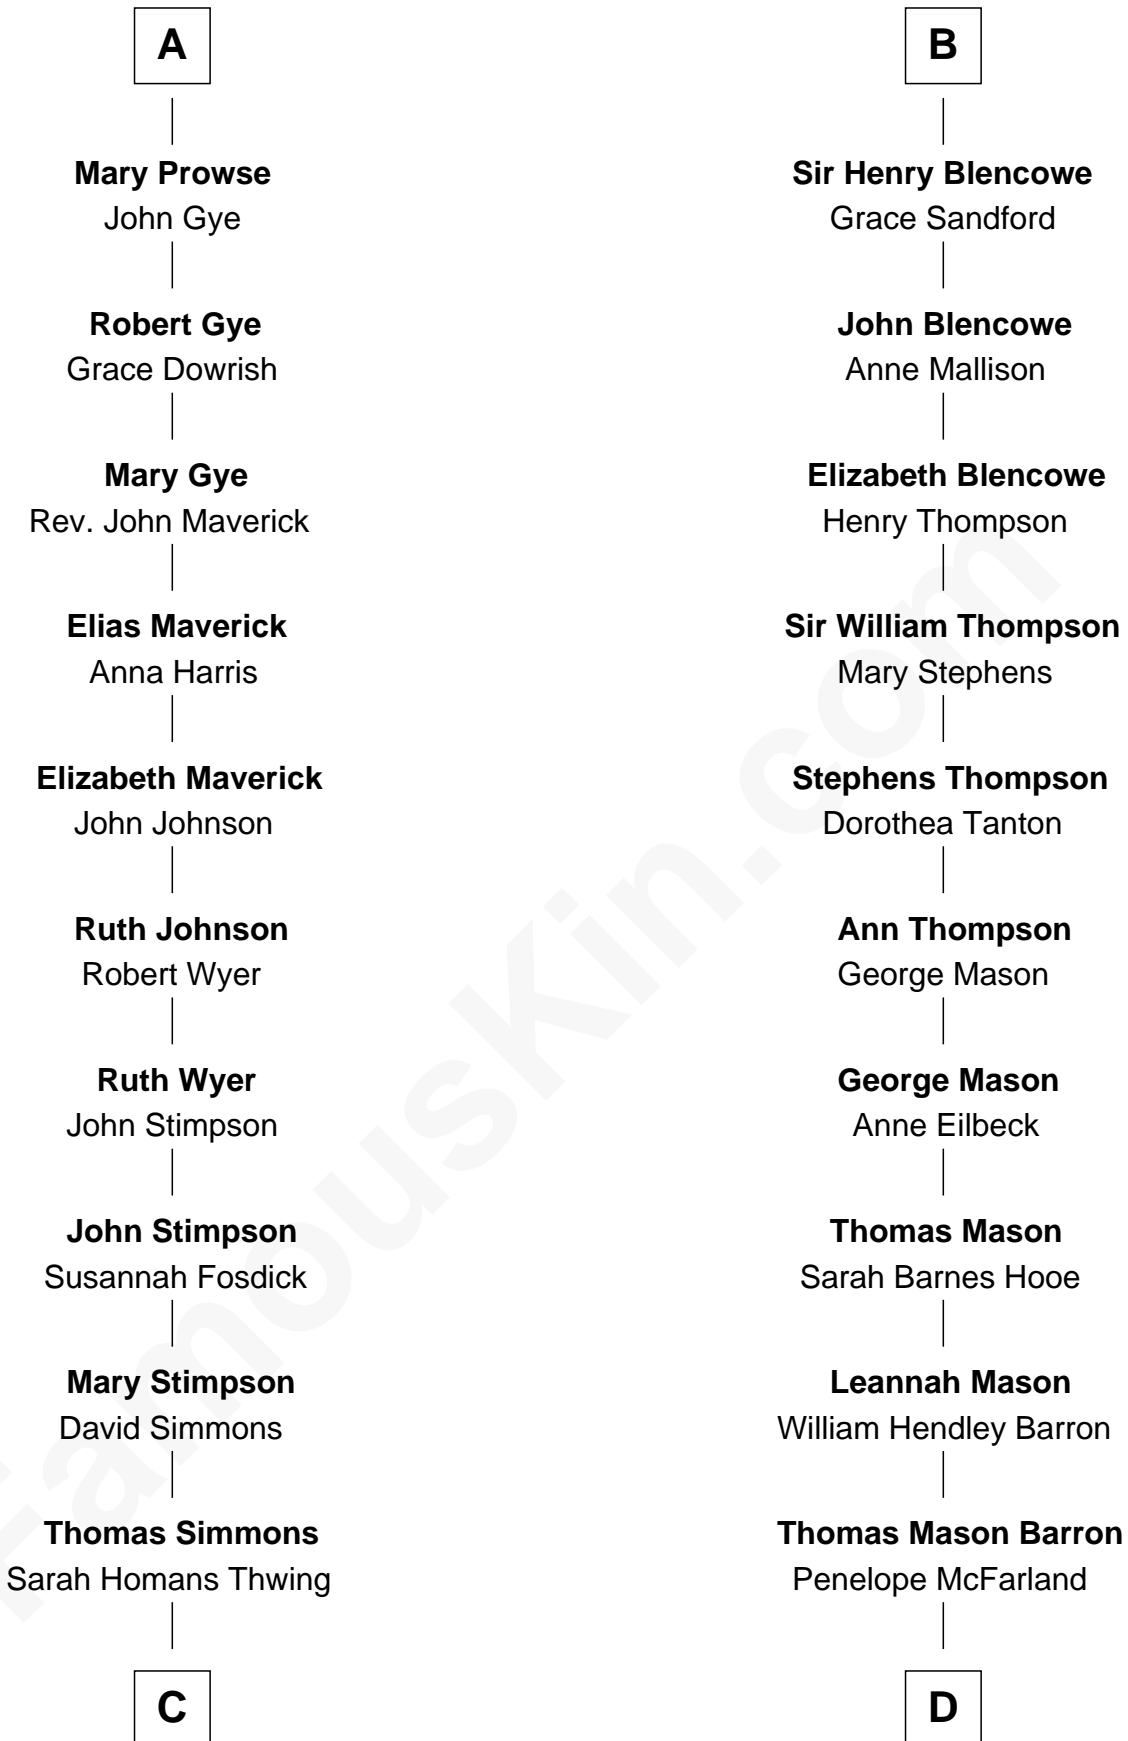 A
Mary Prowse
John Gye
Robert Gye
Grace Dowrish
Mary Gye
Rev. John Maverick
Elias Maverick
Anna Harris
Elizabeth Maverick
John Johnson
Ruth Johnson
Robert Wyer
Ruth Wyer
John Stimpson
John Stimpson
Susannah Fosdick
Mary Stimpson
David Simmons
Thomas Simmons
Sarah Homans Thwing
C
B
Sir Henry Blencowe
Grace Sandford
John Blencowe
Anne Mallison
Elizabeth Blencowe
Henry Thompson
Sir William Thompson
Mary Stephens
Stephens Thompson
Dorothea Tanton
Ann Thompson
George Mason
George Mason
Anne Eilbeck
Thomas Mason
Sarah Barnes Hooe
Leannah Mason
William Hendley Barron
Thomas Mason Barron
Penelope McFarland
D
FamousKin.com